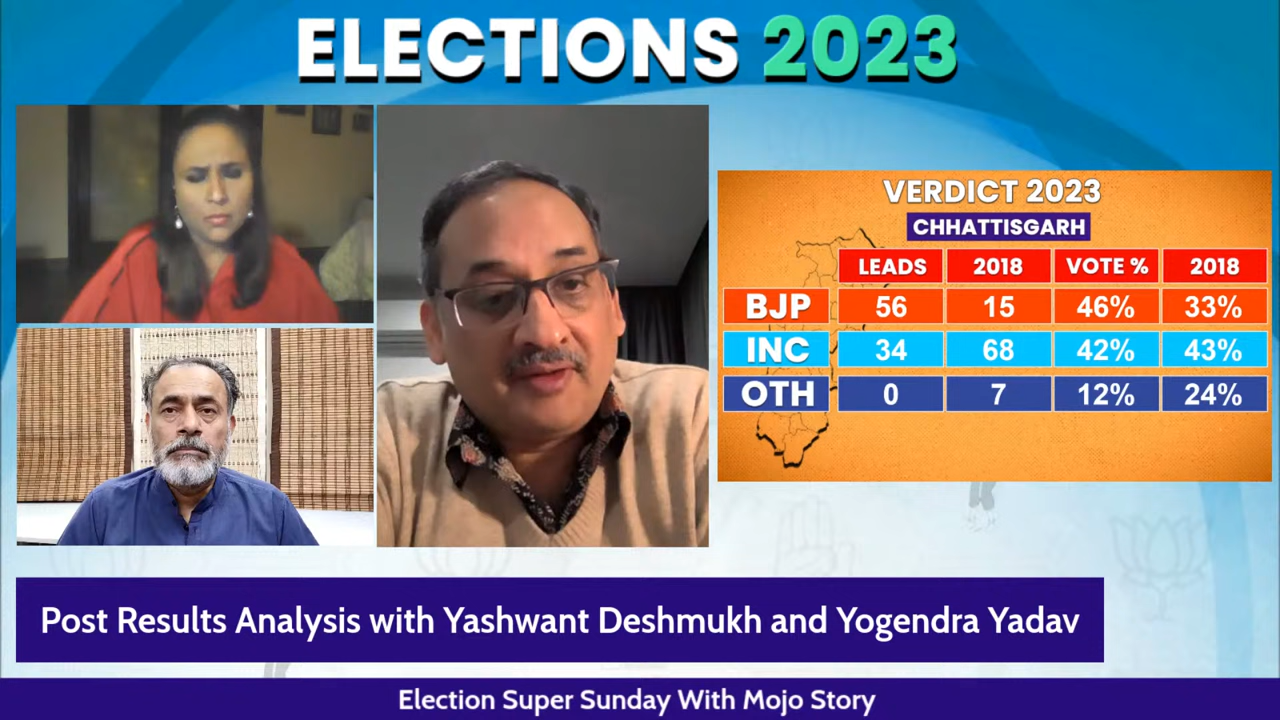 ELECTIONS 2023
VERDICT 2023
CHHATTISGARH
LEADS 2018 VOTE % 2018
BJP 56 15 46% 33%
INC 34 68 42% 43%
OTH 0 7 12% 24%
Post Results Analysis with Yashwant Deshmukh and Yogendra Yadav
Election Super Sunday With Mojo Story